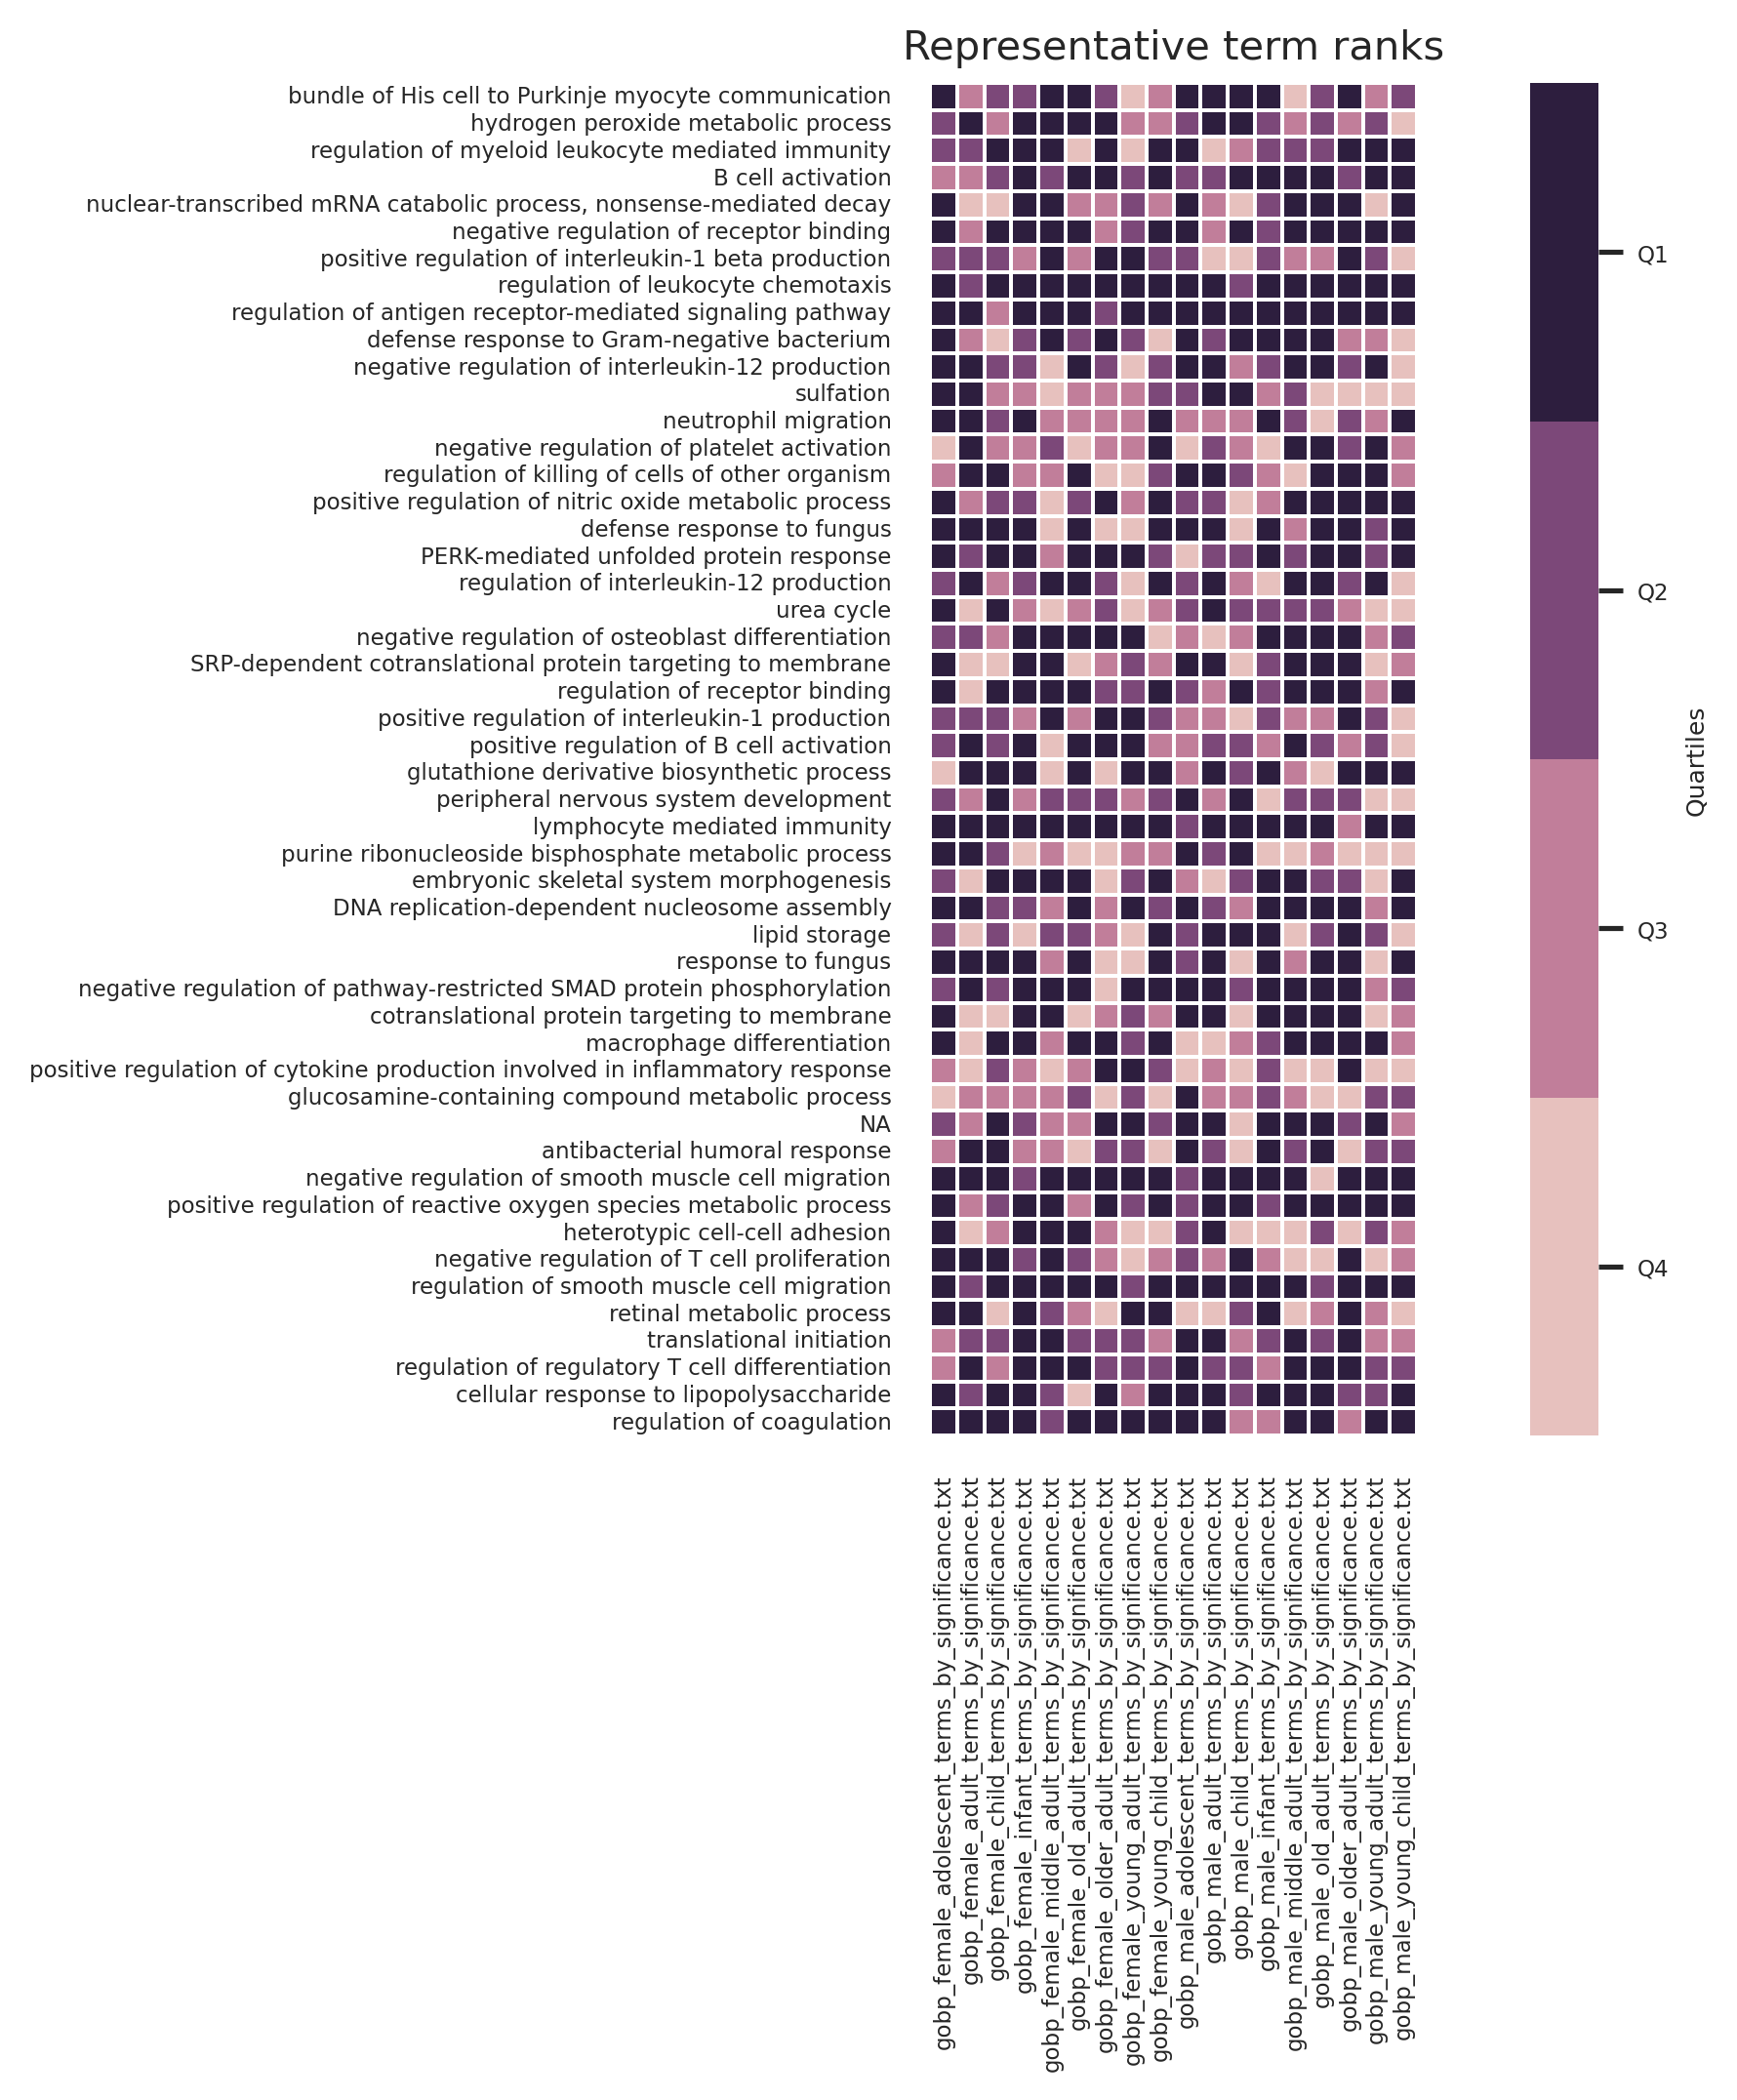 Representative term ranks
bundle of His cell to Purkinje myocyte communication
hydrogen peroxide metabolic process
regulation of myeloid leukocyte mediated immunity
B cell activation
nuclear-transcribed mRNA catabolic process, nonsense-mediated decay
negative regulation of receptor binding
positive regulation of interleukin-1 beta production
regulation of leukocyte chemotaxis
regulation of antigen receptor-mediated signaling pathway
defense response to Gram-negative bacterium
negative regulation of interleukin-12 production
sulfation
neutrophil migration
negative regulation of platelet activation
regulation of killing of cells of other organism
positive regulation of nitric oxide metabolic process
defense response to fungus
PERK-mediated unfolded protein response
regulation of interleukin-12 production
urea cycle
negative regulation of osteoblast differentiation
SRP-dependent cotranslational protein targeting to membrane
regulation of receptor binding
positive regulation of interleukin-1 production
positive regulation of B cell activation
glutathione derivative biosynthetic process
peripheral nervous system development
lymphocyte mediated immunity
purine ribonucleoside bisphosphate metabolic process
embryonic skeletal system morphogenesis
DNA replication-dependent nucleosome assembly
lipid storage
response to fungus
negative regulation of pathway-restricted SMAD protein phosphorylation
cotranslational protein targeting to membrane
macrophage differentiation
positive regulation of cytokine production involved in inflammatory response
glucosamine-containing compound metabolic process
NA
antibacterial humoral response
negative regulation of smooth muscle cell migration
positive regulation of reactive oxygen species metabolic process
heterotypic cell-cell adhesion
negative regulation of T cell proliferation
regulation of smooth muscle cell migration
retinal metabolic process
translational initiation
regulation of regulatory T cell differentiation
cellular response to lipopolysaccharide
regulation of coagulation
gobp_female_adolescent_terms_by_significance.txt
gobp_female_adult_terms_by_significance.txt
gobp_female_child_terms_by_significance.txt
gobp_female_infant_terms_by_significance.txt
gobp_female_middle_adult_terms_by_significance.txt
gobp_female_old_adult_terms_by_significance.txt
gobp_female_older_adult_terms_by_significance.txt
gobp_female_young_adult_terms_by_significance.txt
gobp_female_young_child_terms_by_significance.txt
gobp_male_adolescent_terms_by_significance.txt
gobp_male_adult_terms_by_significance.txt
gobp_male_child_terms_by_significance.txt
gobp_male_infant_terms_by_significance.txt
gobp_male_middle_adult_terms_by_significance.txt
gobp_male_old_adult_terms_by_significance.txt
gobp_male_older_adult_terms_by_significance.txt
gobp_male_young_adult_terms_by_significance.txt
gobp_male_young_child_terms_by_significance.txt
Q1
Q2
Q3
Q4
Quartiles